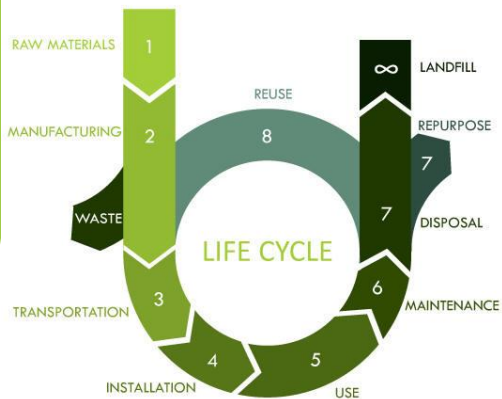 RAW MATERIALS
1
∞
LANDFILL
REUSE
MANUFACTURING
2
8
REPURPOSE
7
WASTE
7
DISPOSAL
LIFE CYCLE
TRANSPORTATION
3
6
MAINTENANCE
4
5
INSTALLATION
USE